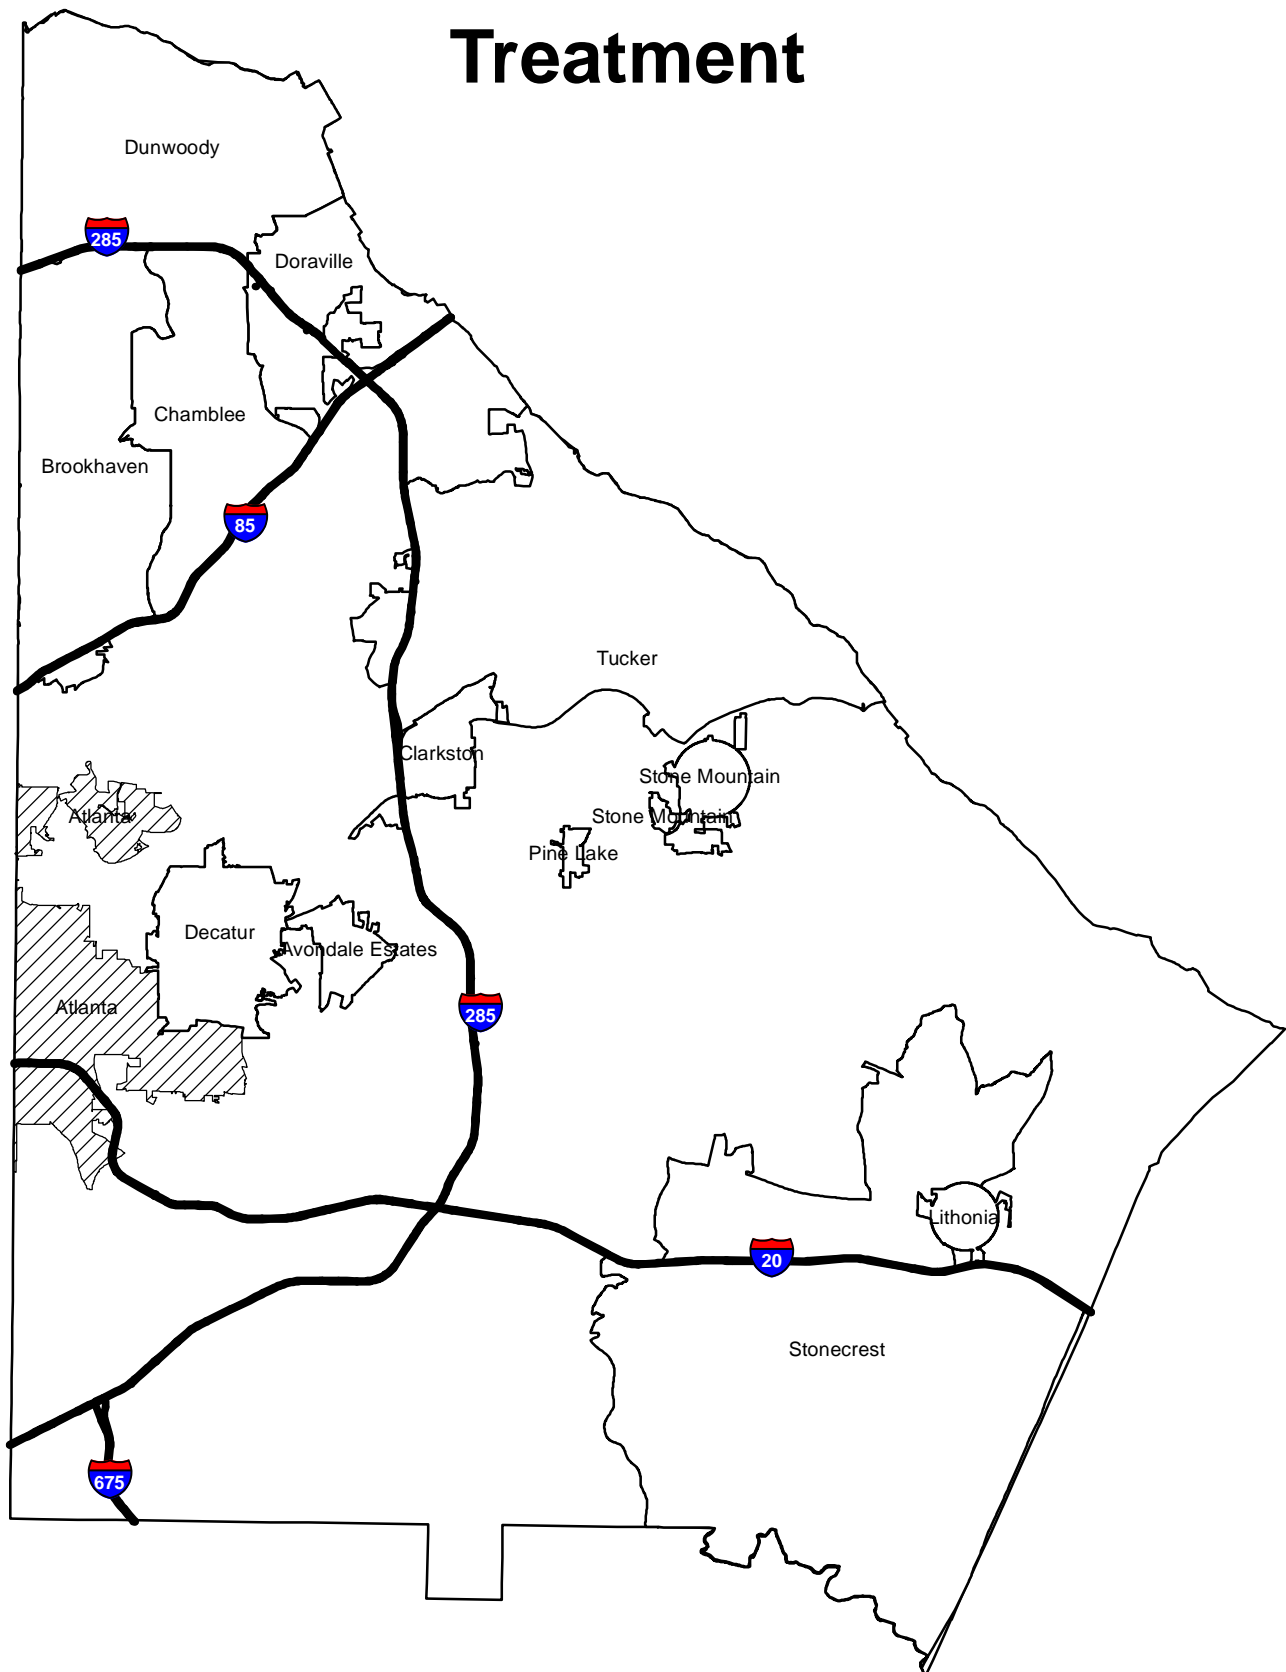 Treatment
Dunwoody
285
Doraville
Chamblee
Brookhaven
85
Tucker
Clarkston
Stone Mountain
Stone Mountain
Atlanta
Pine Lake
Decatur
Avondale Estates
Atlanta
285
Lithonia
20
Stonecrest
675